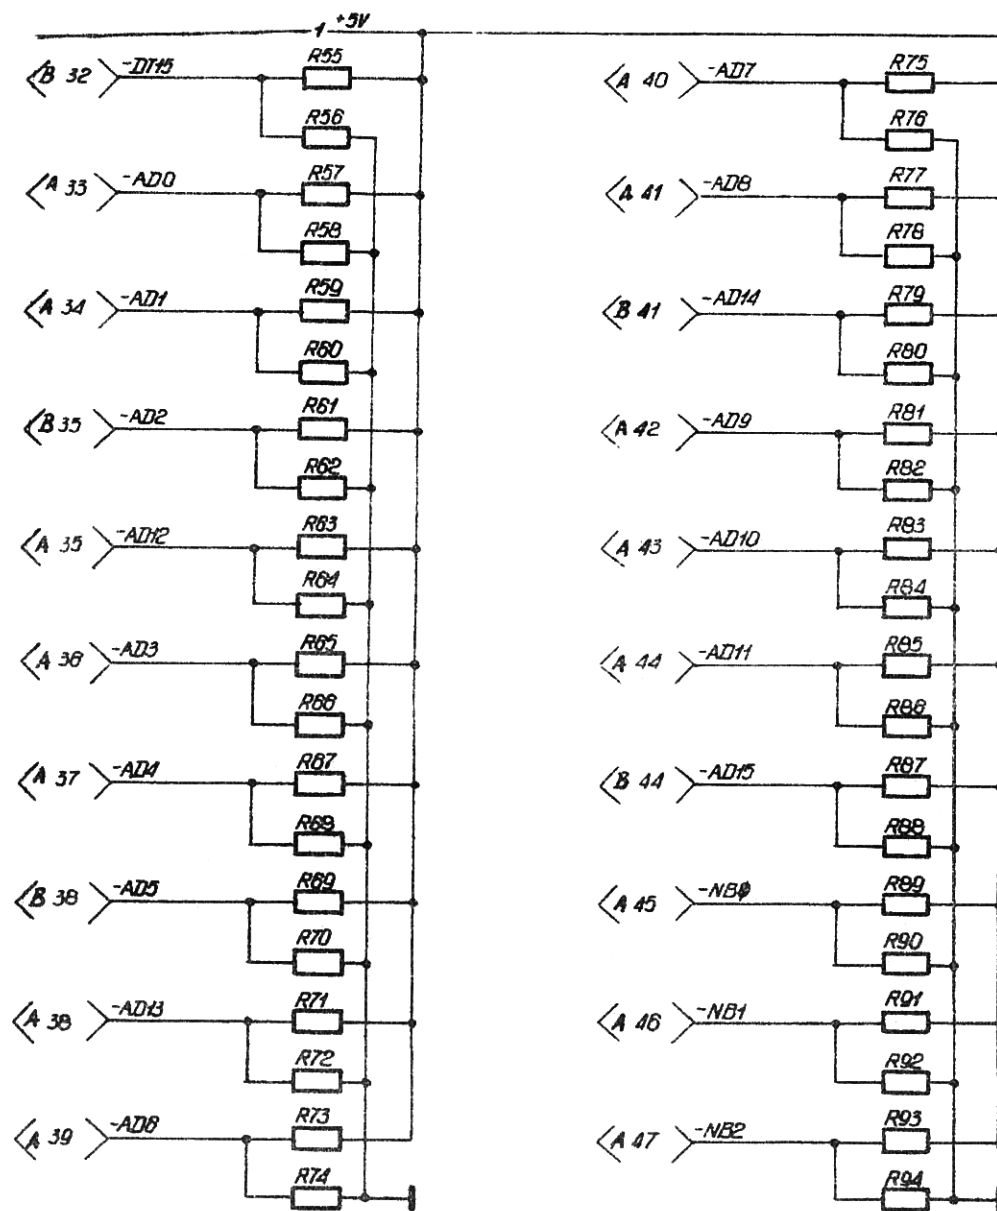 1 +5V
B 32 -DT15 R55
R56
A 33 -AD0 R57
R58
A 34 -AD1 R59
R60
B 35 -AD2 R61
R62
A 35 -AD12 R63
R64
A 36 -AD3 R65
R66
A 37 -AD4 R67
R68
B 38 -AD5 R69
R70
A 38 -AD13 R71
R72
A 39 -AD6 R73
R74
A 40 -AD7 R75
R76
A 41 -AD8 R77
R78
B 41 -AD14 R79
R80
A 42 -AD9 R81
R82
A 43 -AD10 R83
R84
A 44 -AD11 R85
R86
B 44 -AD15 R87
R88
A 45 -NBØ R89
R90
A 46 -NB1 R91
R92
A 47 -NB2 R93
R94